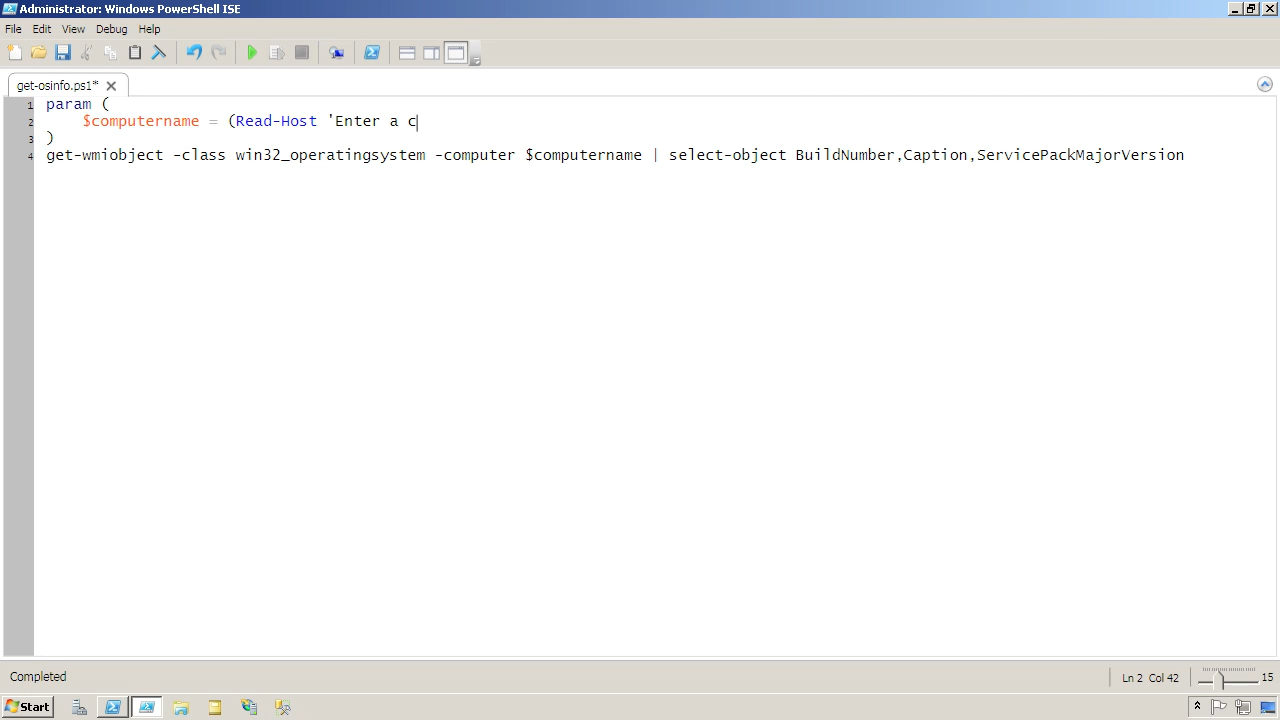 Administrator: Windows PowerShell ISE
File Edit View Debug Help
get-osinfo.ps1*
1 param (
2 $computername = (Read-Host 'Enter a c
3 )
4 get-wmiobject -class win32_operatingsystem -computer $computername | select-object BuildNumber,Caption,ServicePackMajorVersion
Completed
Ln 2 Col 42
15
Start